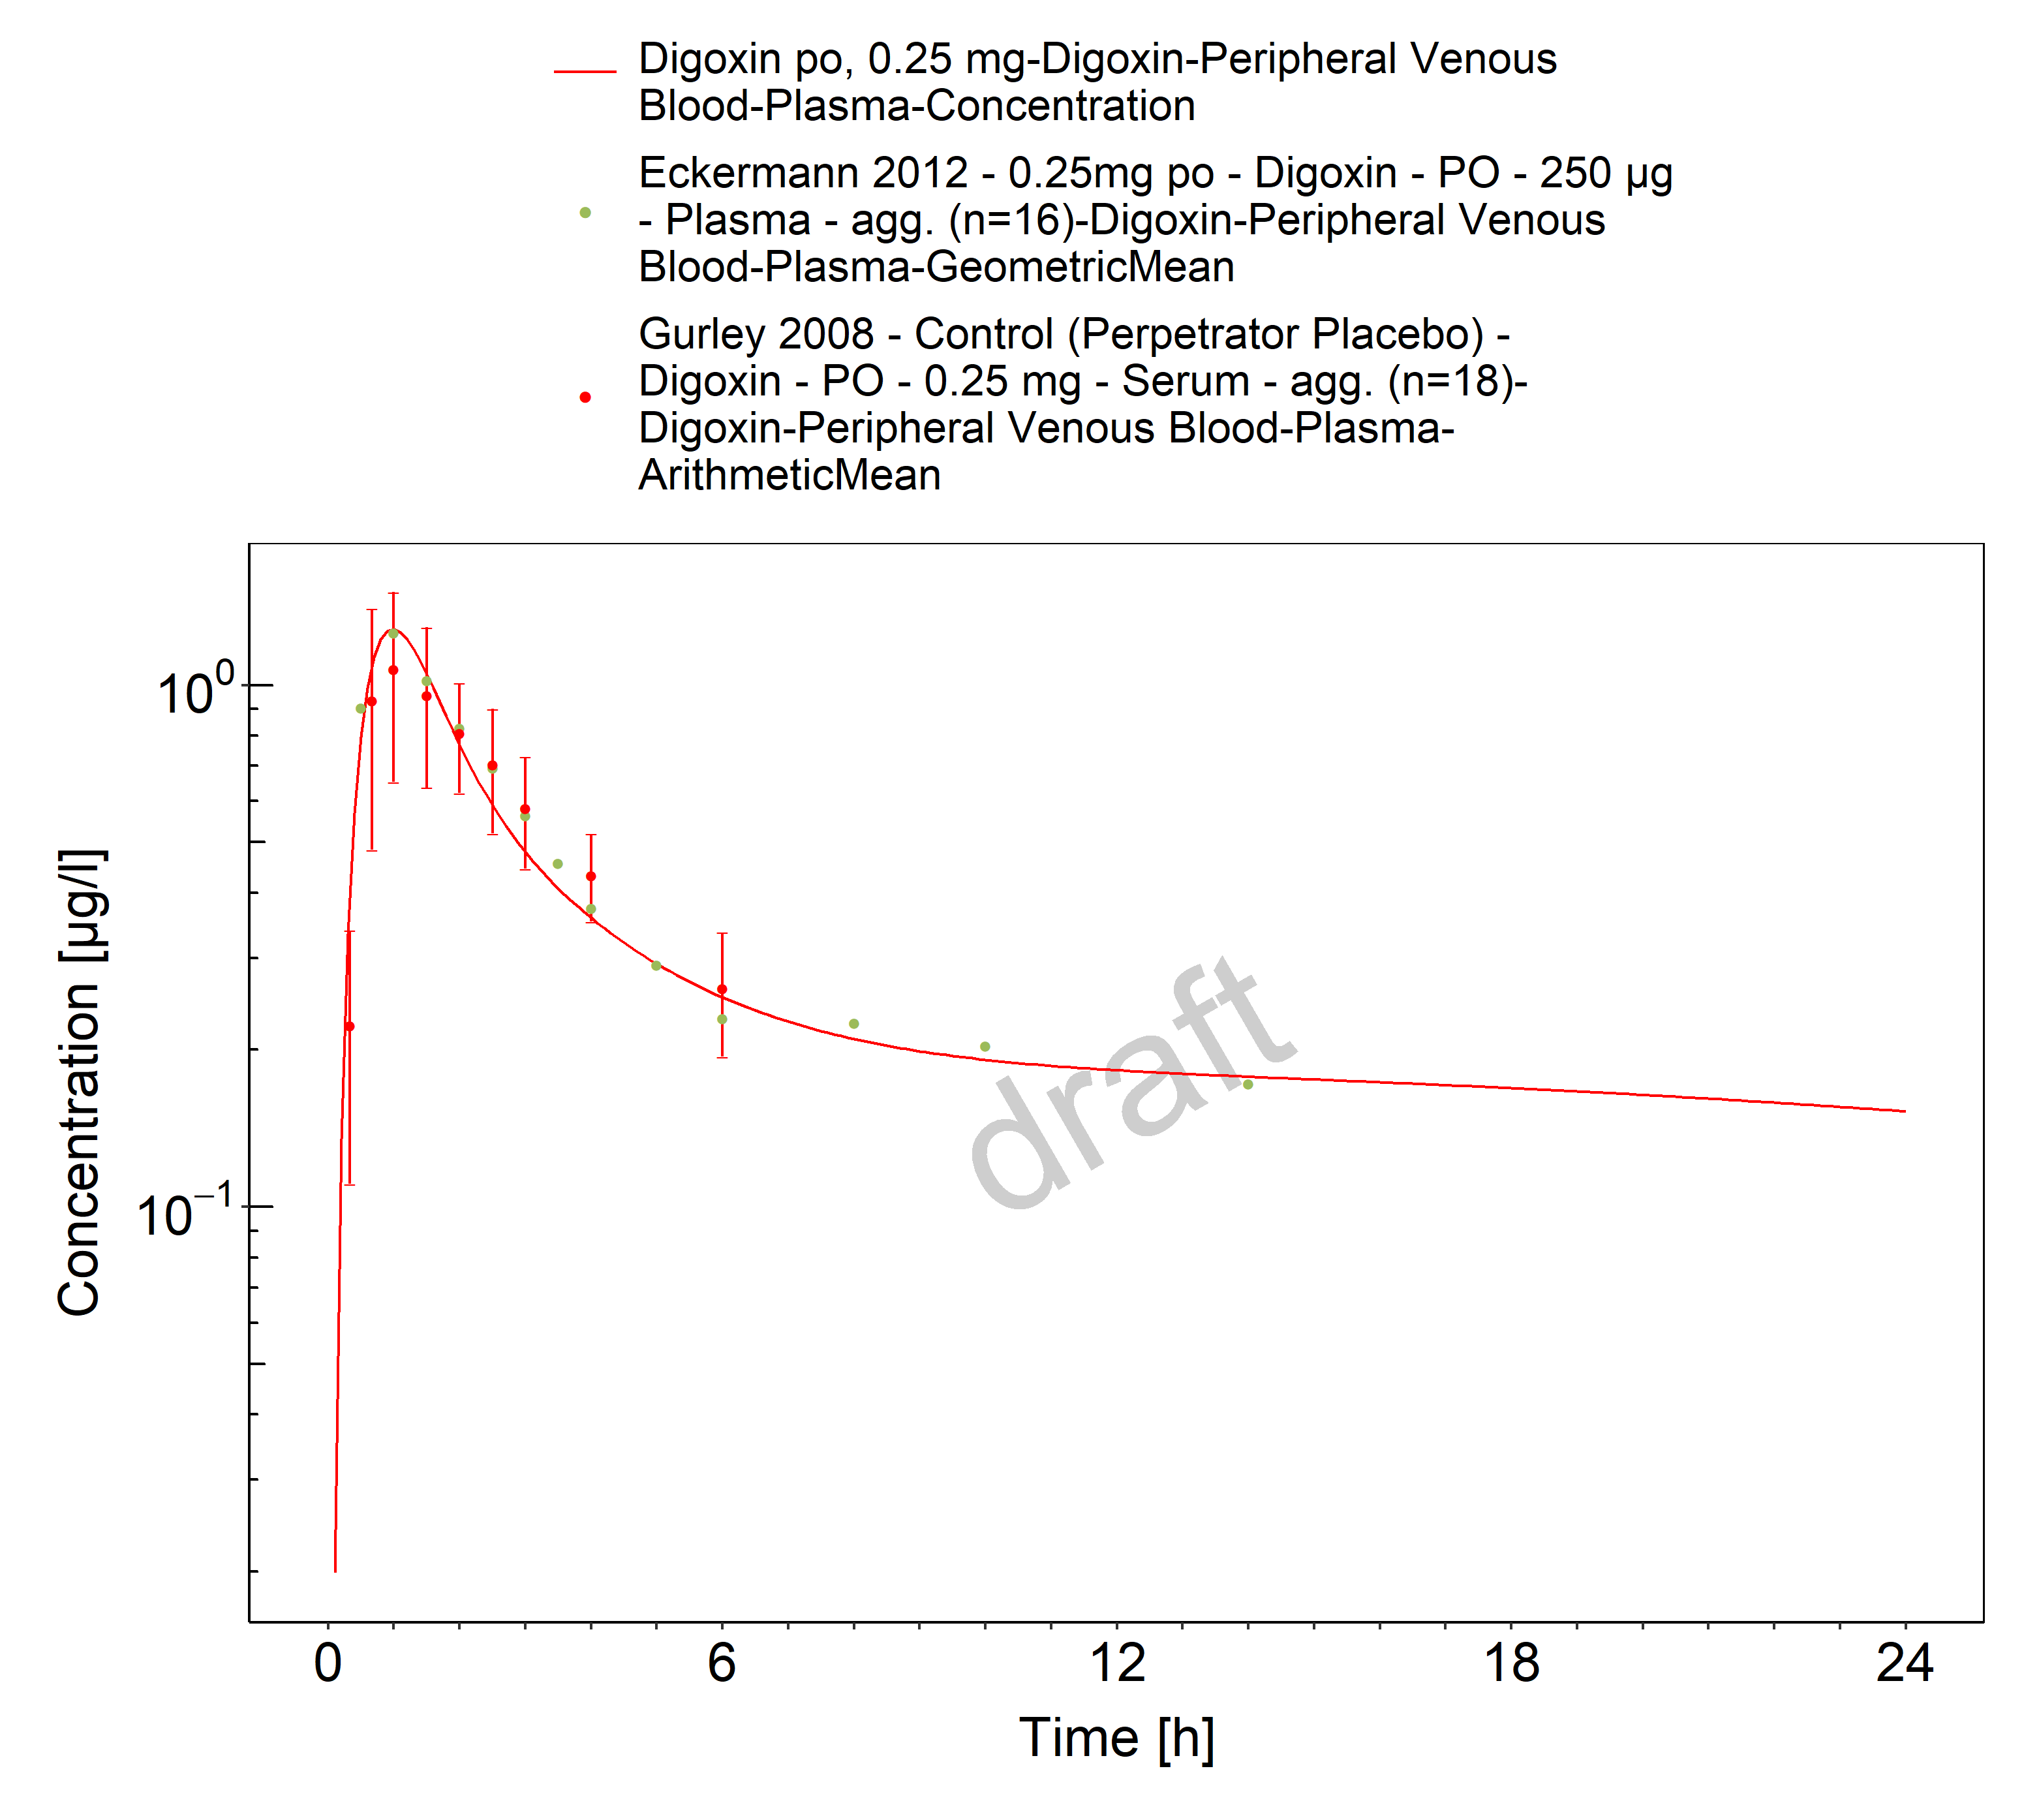 Digoxin po, 0.25 mg-Digoxin-Peripheral Venous
Blood-Plasma-Concentration
Eckermann 2012 - 0.25mg po - Digoxin - PO - 250 µg
- Plasma - agg. (n=16)-Digoxin-Peripheral Venous
Blood-Plasma-GeometricMean
Gurley 2008 - Control (Perpetrator Placebo) -
Digoxin - PO - 0.25 mg - Serum - agg. (n=18)-
Digoxin-Peripheral Venous Blood-Plasma-
ArithmeticMean
10⁰
10⁻¹
Concentration [µg/l]
draft
0 6 12 18 24
Time [h]